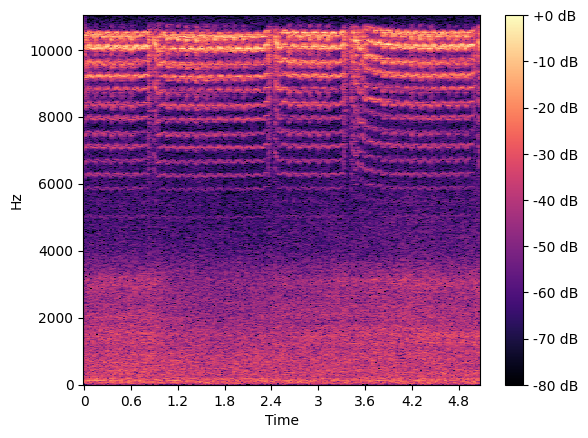 10000
8000
6000
4000
2000
0
Hz
0
0.6
1.2
1.8
2.4
3
3.6
4.2
4.8
Time
+0 dB
-10 dB
-20 dB
-30 dB
-40 dB
-50 dB
-60 dB
-70 dB
-80 dB